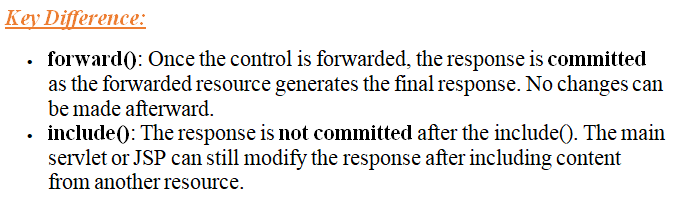 Key Difference:
• forward(): Once the control is forwarded, the response is committed
as the forwarded resource generates the final response. No changes can
be made afterward.
• include(): The response is not committed after the include(). The main
servlet or JSP can still modify the response after including content
from another resource.